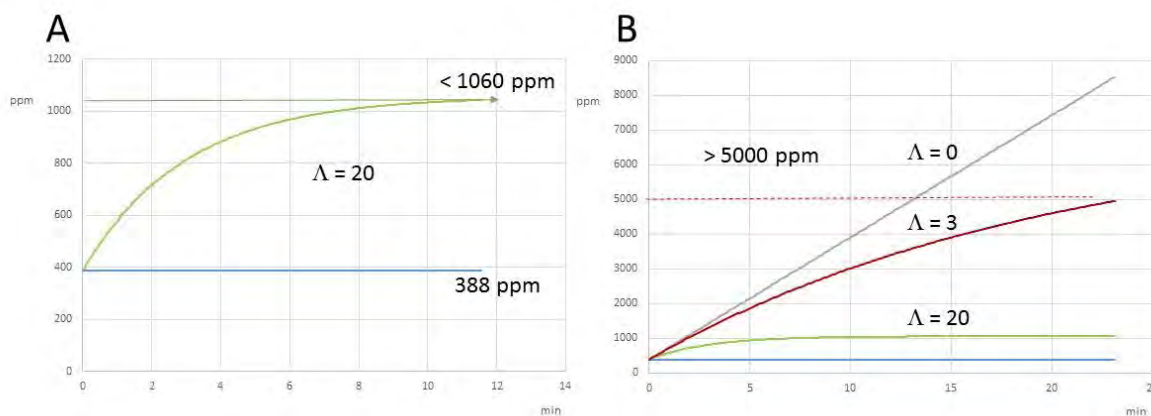 A
1200
ppm
1000
800
600
400
200
0
0 2 4 6 8 10 12 14
min
< 1060 ppm
Λ = 20
388 ppm
B
9000
ppm
8000
7000
6000
5000
4000
3000
2000
1000
0
0 5 10 15 20 25
min
> 5000 ppm
Λ = 0
Λ = 3
Λ = 20